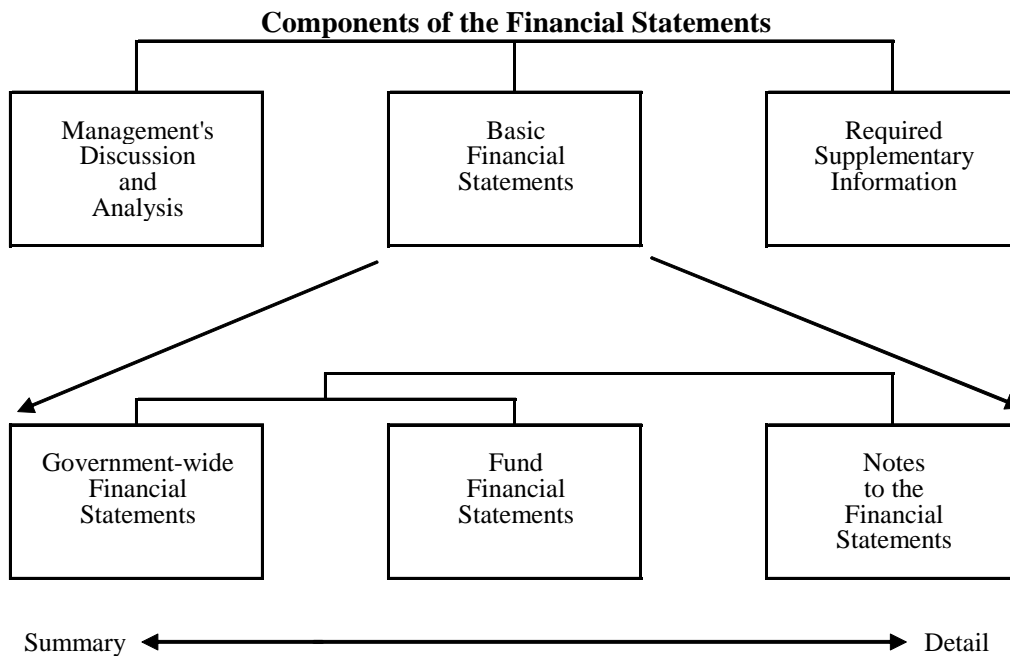 Components of the Financial Statements
Management's
Discussion
and
Analysis
Basic
Financial
Statements
Required
Supplementary
Information
Government-wide
Financial
Statements
Fund
Financial
Statements
Notes
to the
Financial
Statements
Summary
Detail